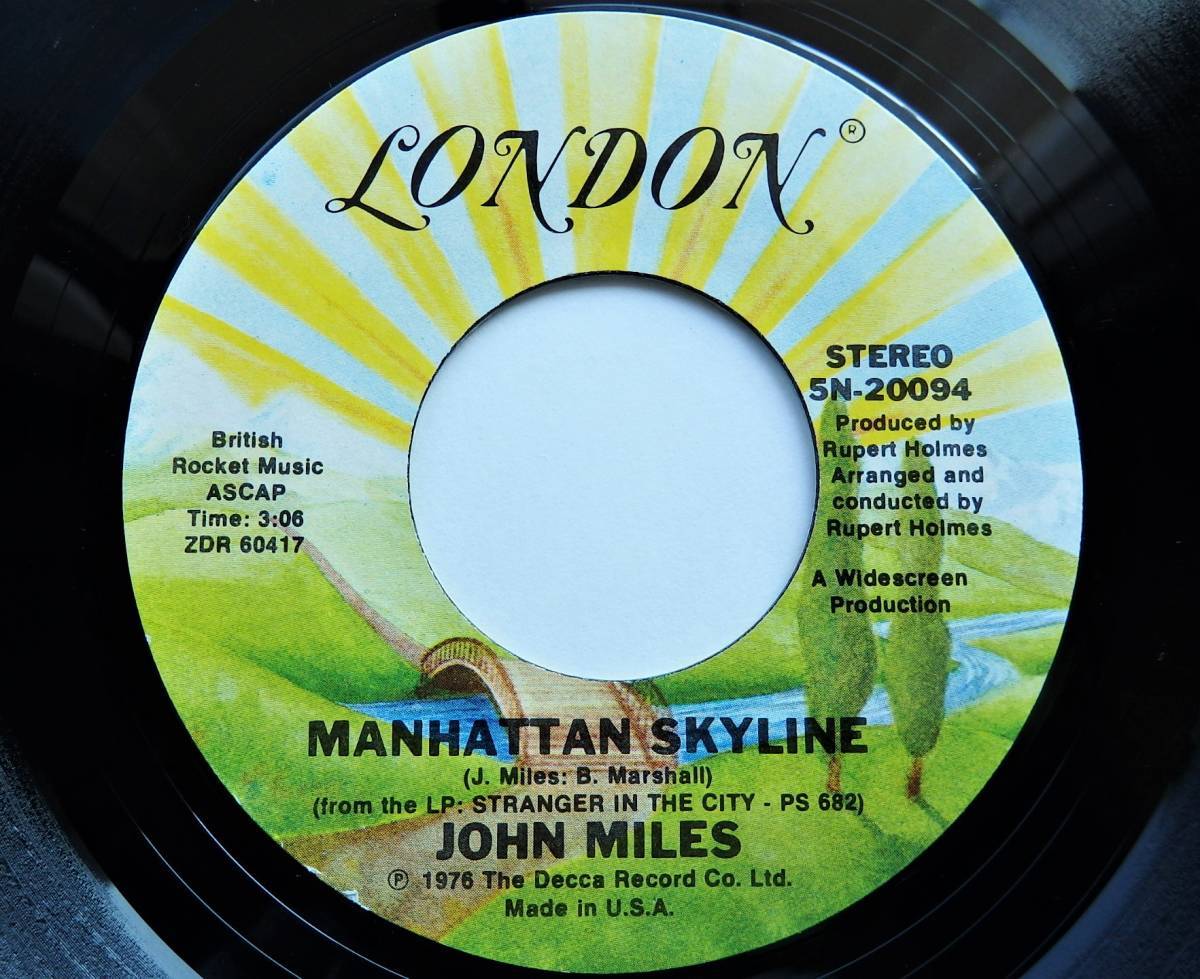 LONDON®
British
Rocket Music
ASCAP
Time: 3:06
ZDR 60417
STEREO
5N-20094
Produced by
Rupert Holmes
Arranged and
conducted by
Rupert Holmes
A Widescreen
Production
MANHATTAN SKYLINE
(J. Miles: B. Marshall)
(from the LP: STRANGER IN THE CITY - PS 682)
JOHN MILES
℗ 1976 The Decca Record Co. Ltd.
Made in U.S.A.